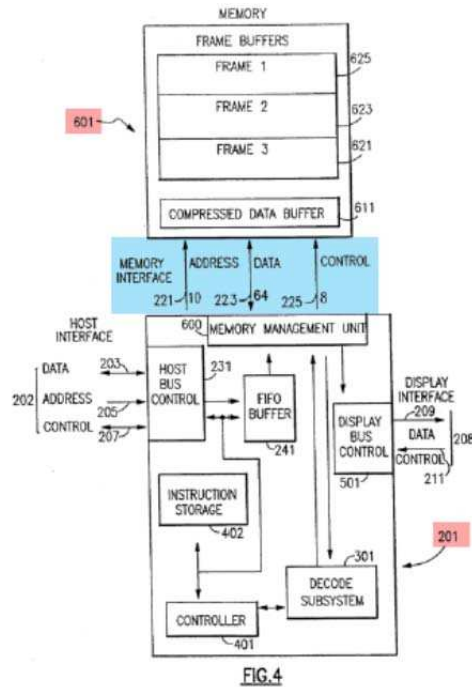 MEMORY
FRAME BUFFERS
FRAME 1
625
FRAME 2
623
601
FRAME 3
621
COMPRESSED DATA BUFFER
611
MEMORY INTERFACE
ADDRESS
DATA
CONTROL
221
10
223
64
225
8
HOST INTERFACE
600
MEMORY MANAGEMENT UNIT
DATA
203
HOST BUS CONTROL
231
202
ADDRESS
205
FIFO BUFFER
DISPLAY INTERFACE
209
CONTROL
207
241
DISPLAY BUS CONTROL
DATA
208
501
CONTROL
211
INSTRUCTION STORAGE
402
301
201
DECODE SUBSYSTEM
CONTROLLER
401
FIG.4